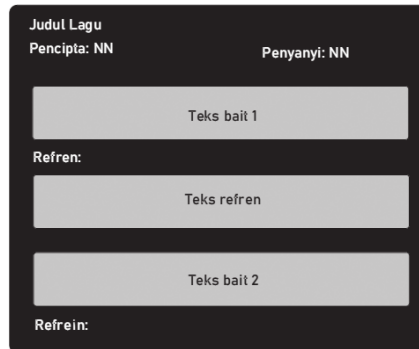 Judul Lagu
Pencipta: NN
Penyanyi: NN
Teks bait 1
Refren:
Teks refren
Teks bait 2
Refrein: